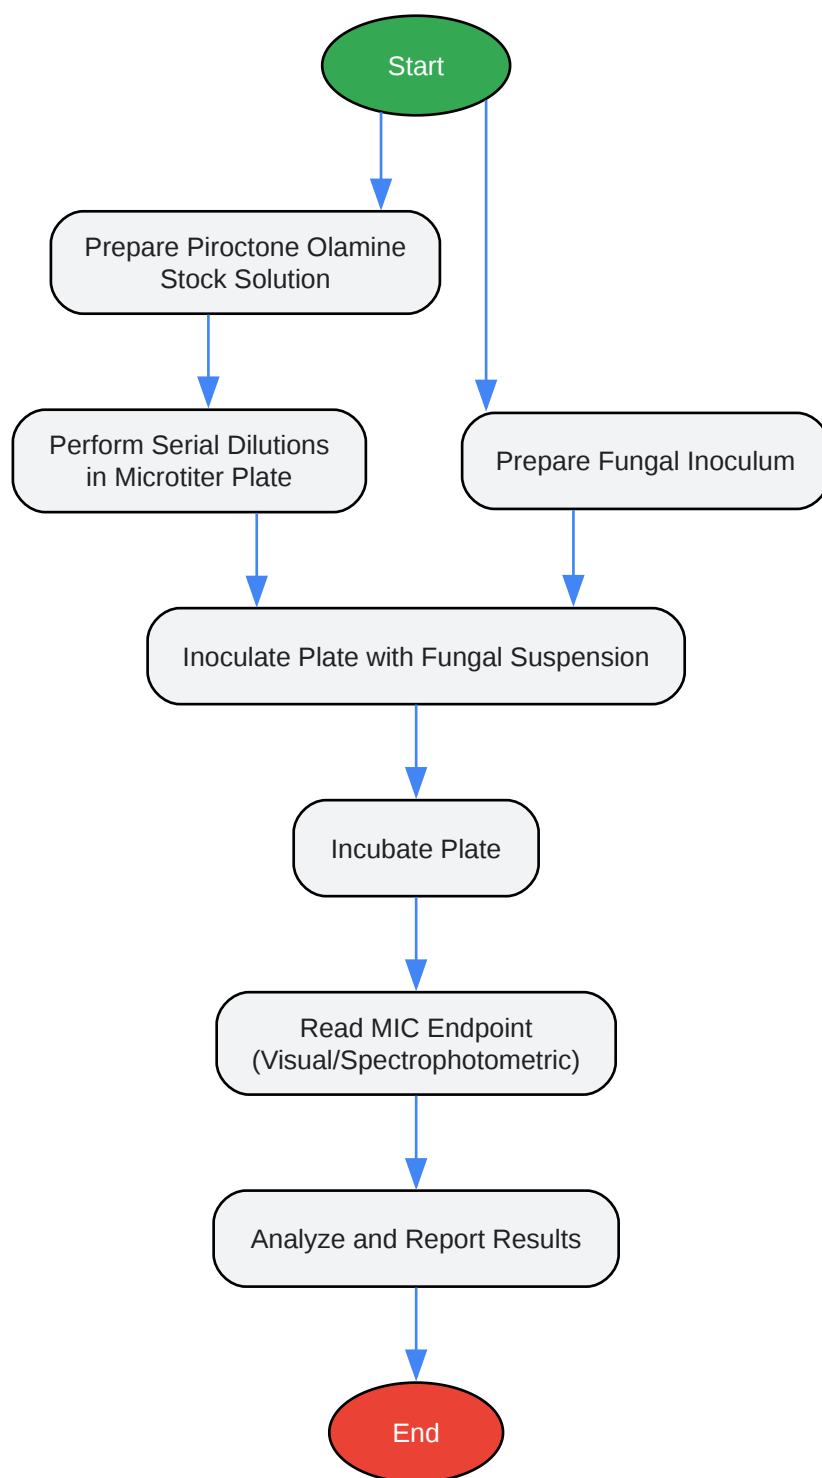 Start
Prepare Piroctone Olamine
Stock Solution
Perform Serial Dilutions
in Microtiter Plate
Prepare Fungal Inoculum
Inoculate Plate with Fungal Suspension
Incubate Plate
Read MIC Endpoint
(Visual/Spectrophotometric)
Analyze and Report Results
End